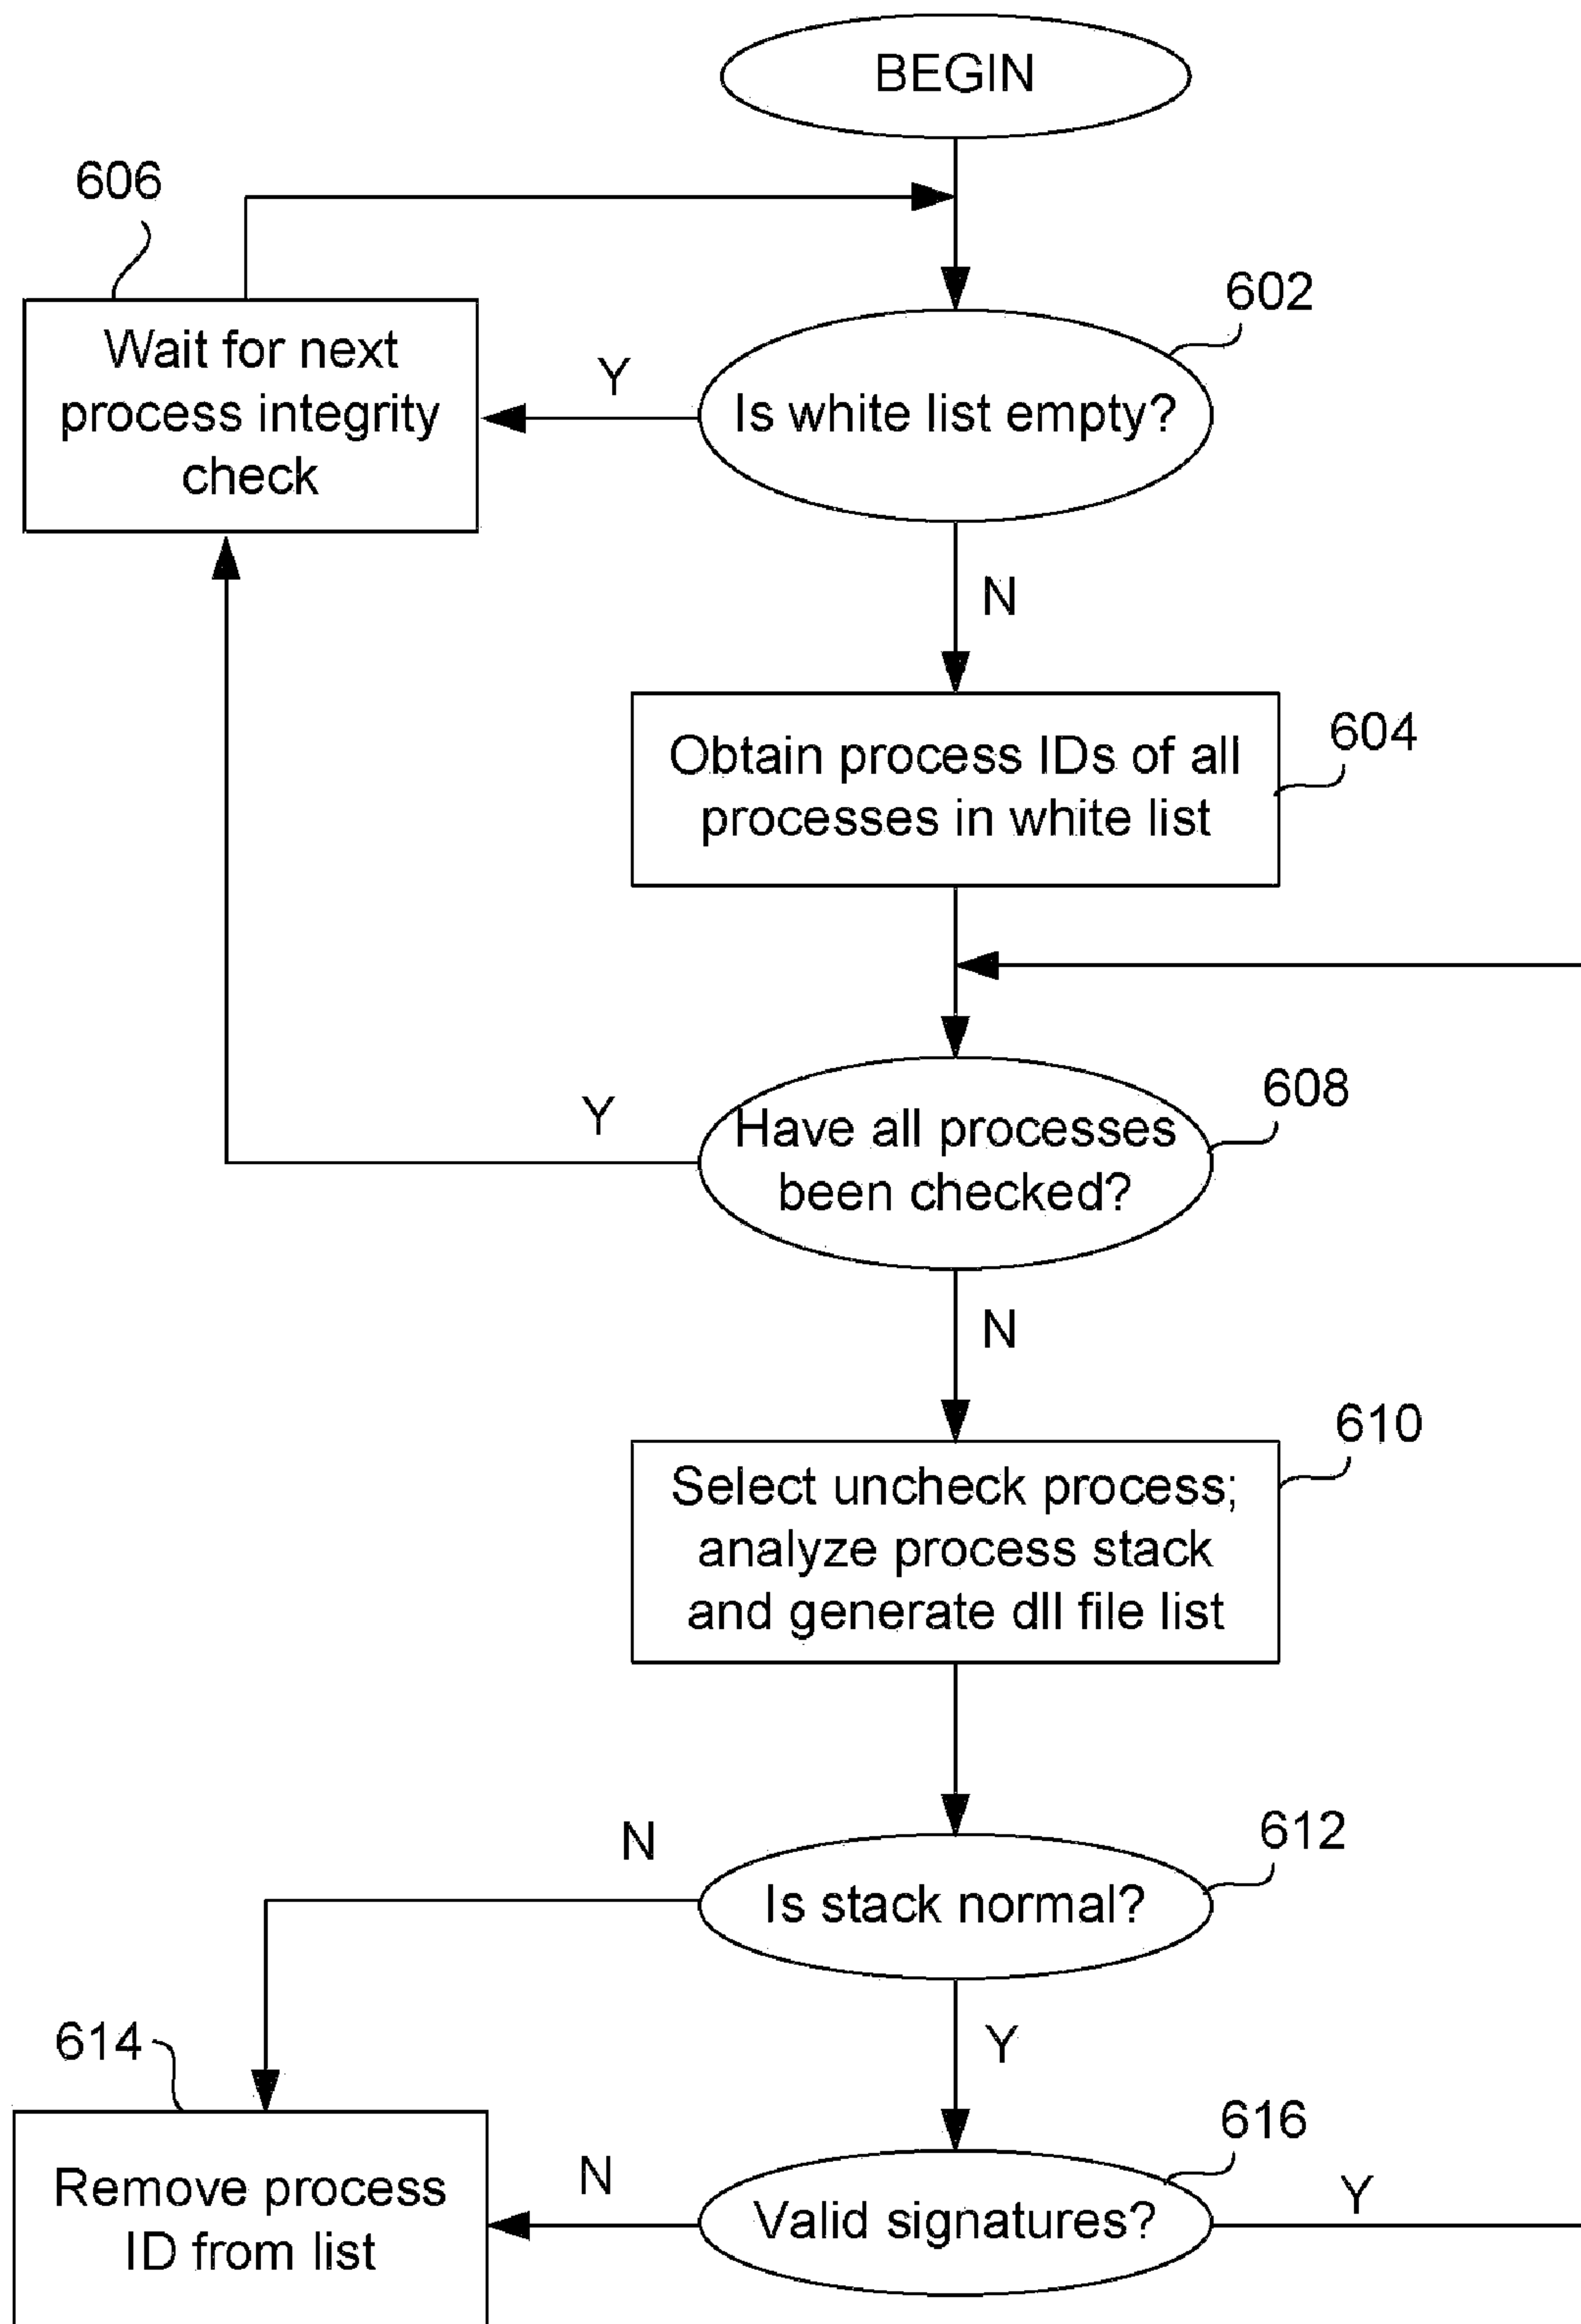 BEGIN
606
602
Wait for next
process integrity
check
Y
Is white list empty?
N
604
Obtain process IDs of all
processes in white list
608
Y
Have all processes
been checked?
N
610
Select uncheck process;
analyze process stack
and generate dll file list
612
N
Is stack normal?
Y
614
616
Remove process
ID from list
N
Valid signatures?
Y